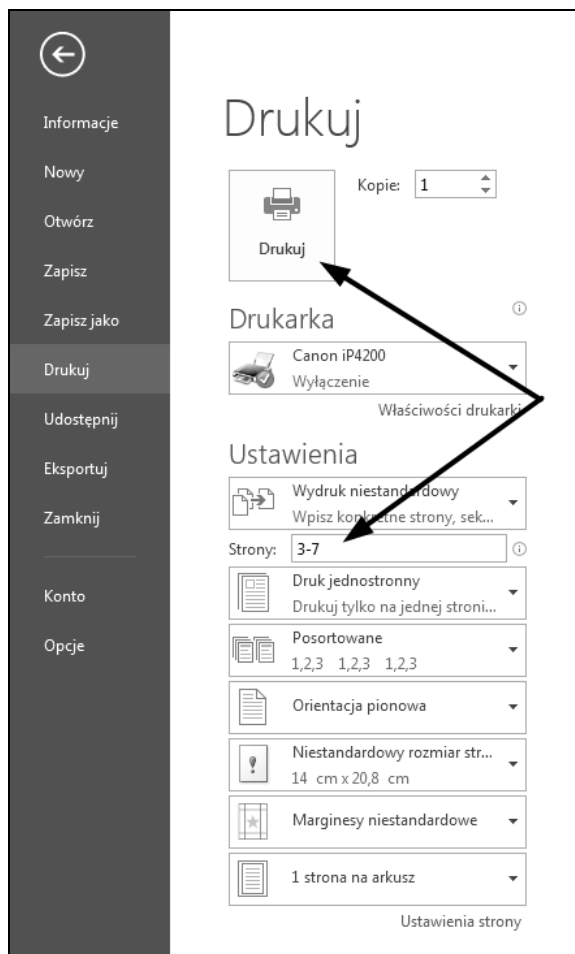 Informacje
Nowy
Otwórz
Zapisz
Zapisz jako
Drukuj
Udostępnij
Eksportuj
Zamknij
Konto
Opcje
Drukuj
Kopie: 1
Drukuj
Drukarka
Canon iP4200
Wyłączenie
Właściwości drukarki
Ustawienia
Wydruk niestandardowy
Wpisz konkretne strony, sek...
Strony: 3-7
Druk jednostronny
Drukuj tylko na jednej stroni...
Posortowane
1,2,3 1,2,3 1,2,3
Orientacja pionowa
Niestandardowy rozmiar str...
14 cm x 20,8 cm
Marginesy niestandardowe
1 strona na arkusz
Ustawienia strony